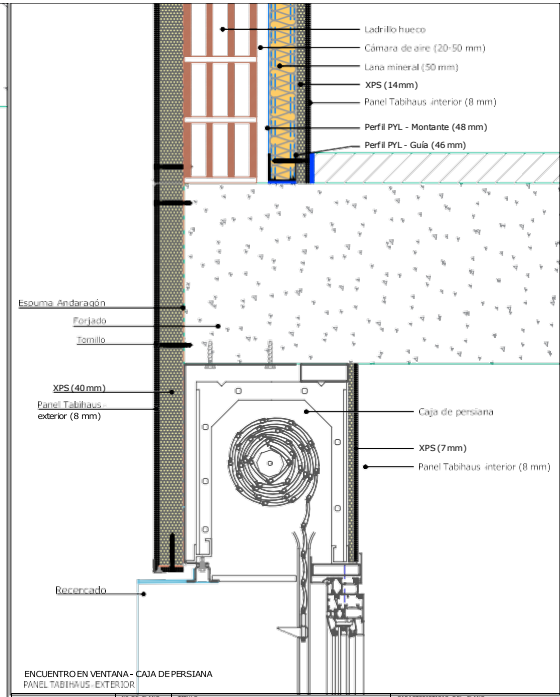 Ladrillo hueco
Cámara de aire (20-50 mm)
Lana mineral (50 mm)
XPS (14mm)
Panel Tabihaus interior (8 mm)
Perfil PYL - Montante (48 mm)
Perfil PYL - Guía (46 mm)
Espuma Andaragón
Forjado
Tornillo
XPS (40mm)
Panel Tabihaus-
exterior (8 mm)
Caja de persiana
XPS (7mm)
Panel Tabihaus interior (8 mm)
Recercado
ENCUENTRO EN VENTANA - CAJA DE PERSIANA
PANEL TABIHAUS - EXTERIOR